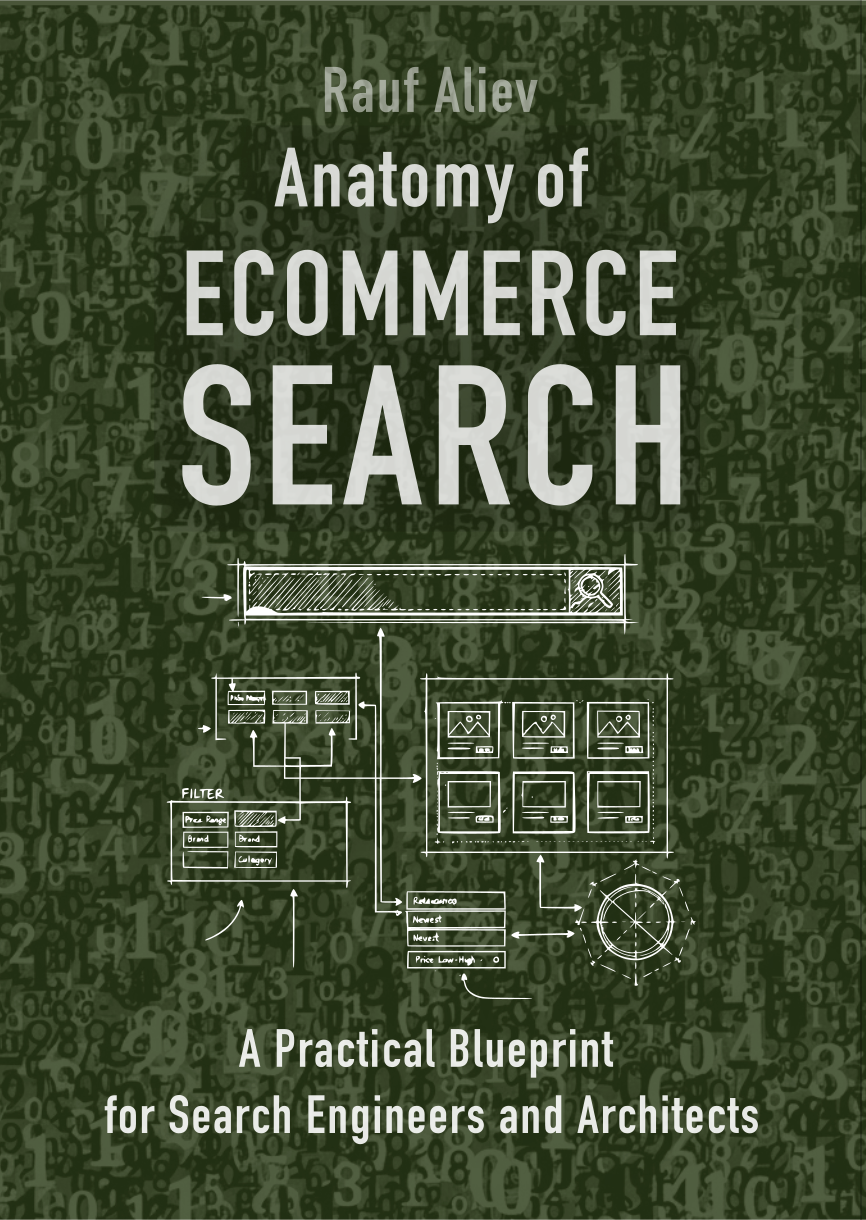 Rauf Aliev
Anatomy of
ECOMMERCE
SEARCH
FILTER
Price Range
Brand Brand
Category
Relevance
Newest
Newest
Price Low-High
A Practical Blueprint
for Search Engineers and Architects